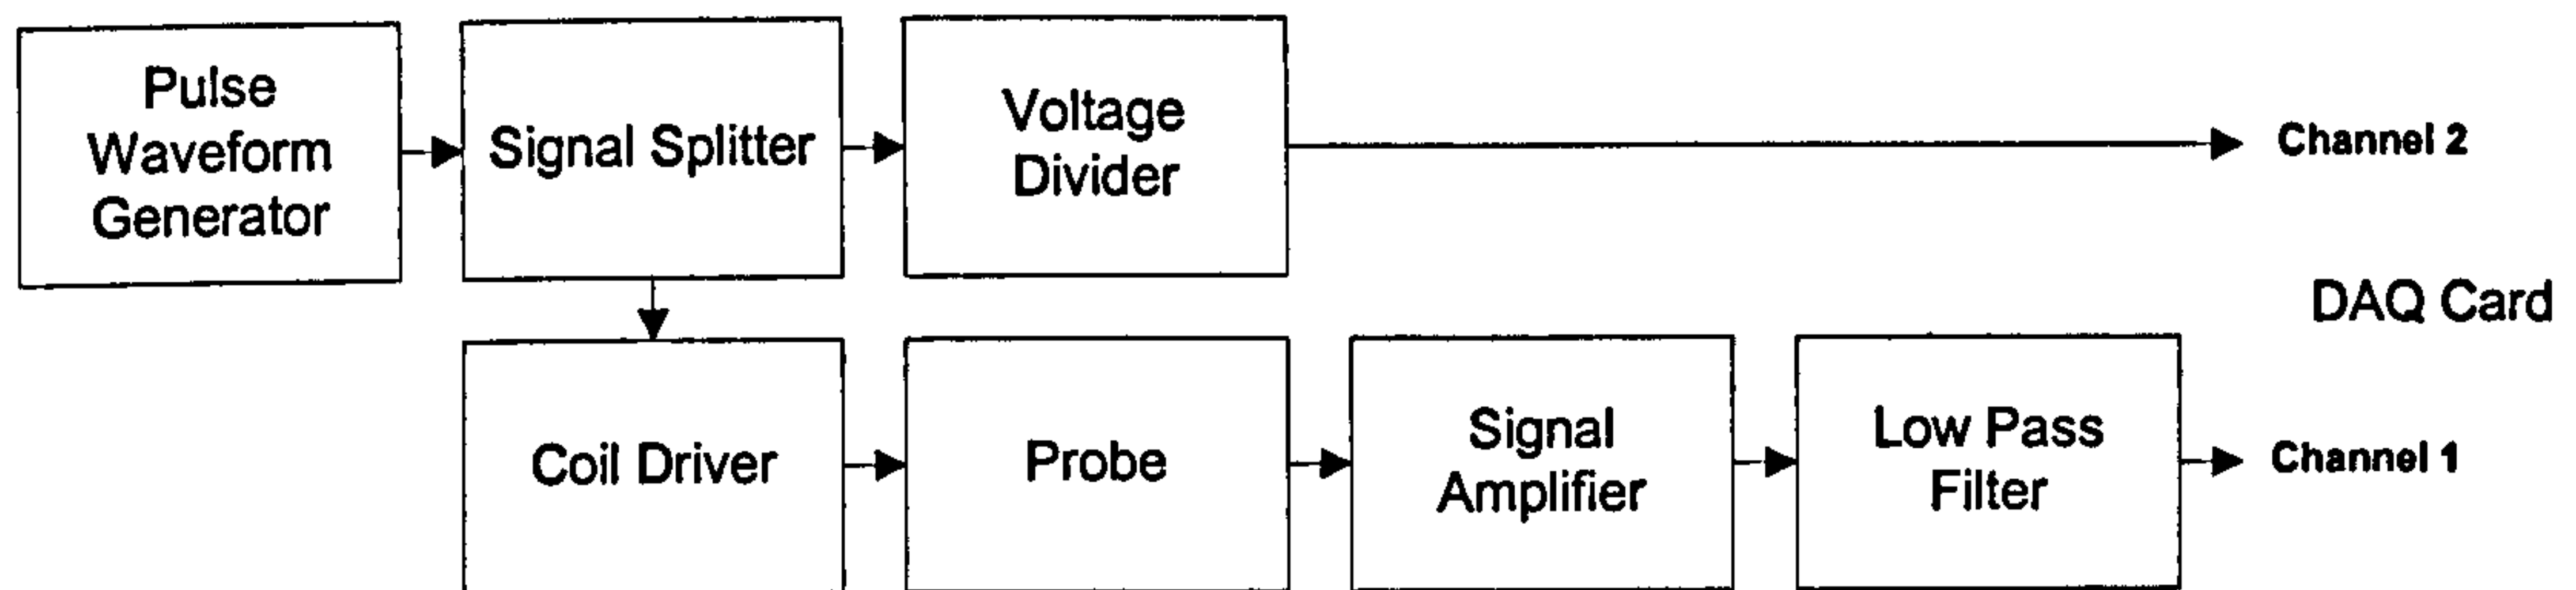 Pulse
Waveform
Generator
Signal Splitter
Voltage
Divider
Channel 2
DAQ Card
Coil Driver
Probe
Signal
Amplifier
Low Pass
Filter
Channel 1